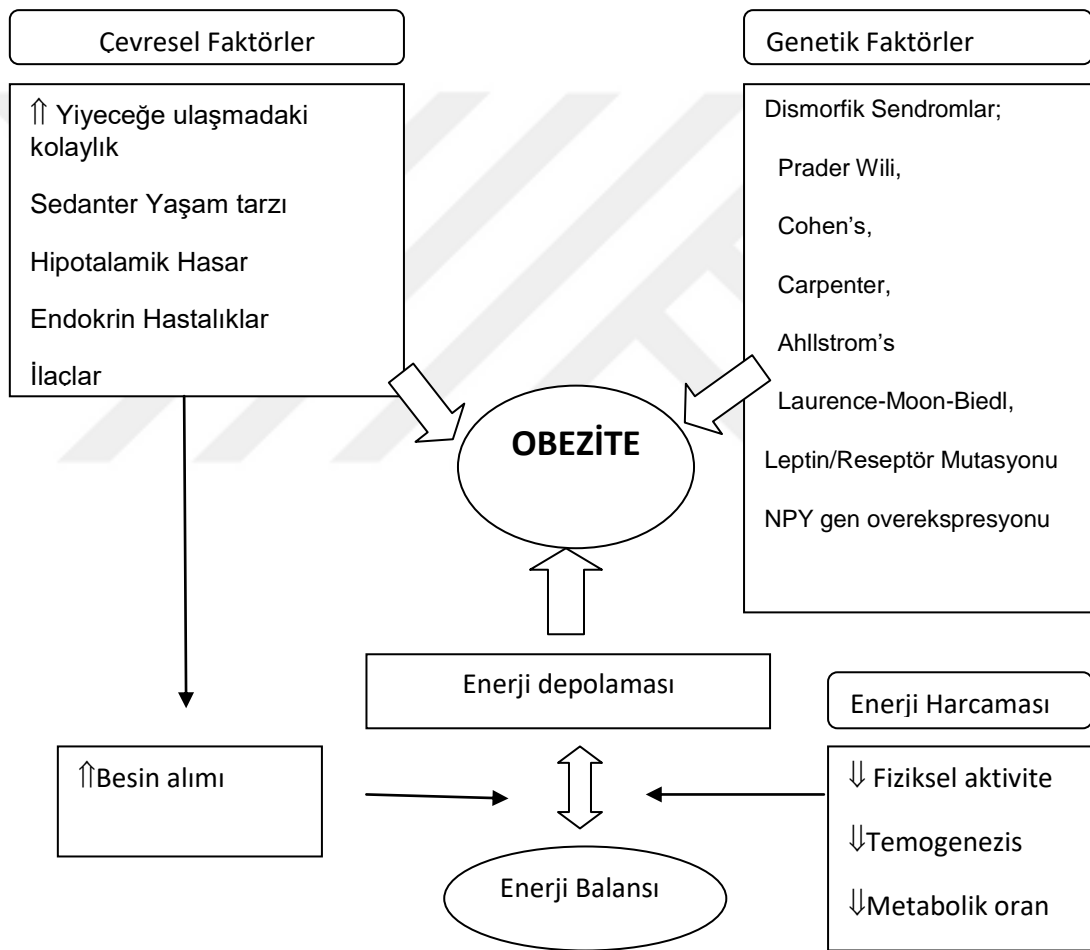 Çevresel Faktörler
⇑ Yiyeceğe ulaşmadaki
kolaylık
Sedanter Yaşam tarzı
Hipotalamik Hasar
Endokrin Hastalıklar
İlaçlar
Genetik Faktörler
Dismorfik Sendromlar;
Prader Wili,
Cohen's,
Carpenter,
Ahllstrom's
Laurence-Moon-Biedl,
Leptin/Reseptör Mutasyonu
NPY gen overekspresyonu
OBEZİTE
Enerji depolaması
Enerji Harcaması
⇑Besin alımı
⇓ Fiziksel aktivite
⇓Temogenezis
⇓Metabolik oran
Enerji Balansı